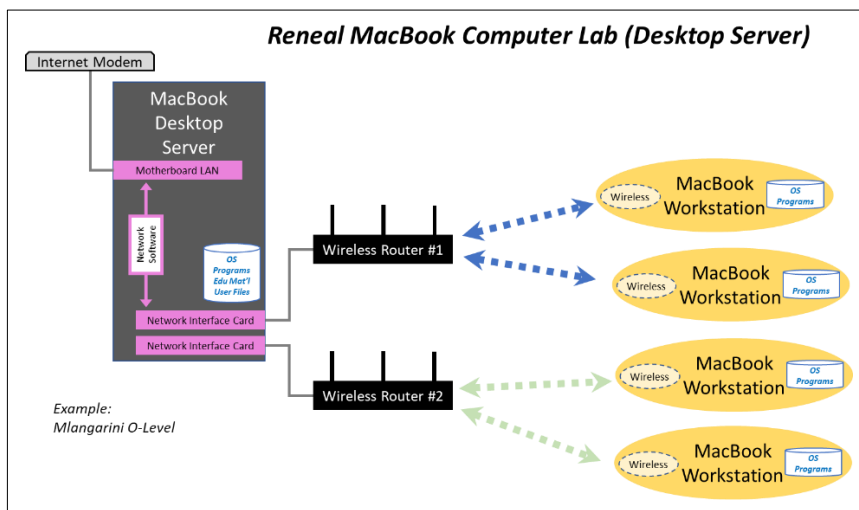 Reneal MacBook Computer Lab (Desktop Server)
Internet Modem
MacBook
Desktop
Server
Motherboard LAN
Network
Software
OS
Programs
Edu Mat'l
User Files
Network Interface Card
Network Interface Card
Wireless Router #1
Wireless Router #2
Wireless
MacBook
Workstation
OS
Programs
Wireless
MacBook
Workstation
OS
Programs
Wireless
MacBook
Workstation
OS
Programs
Wireless
MacBook
Workstation
OS
Programs
Example:
Mlangarini O-Level